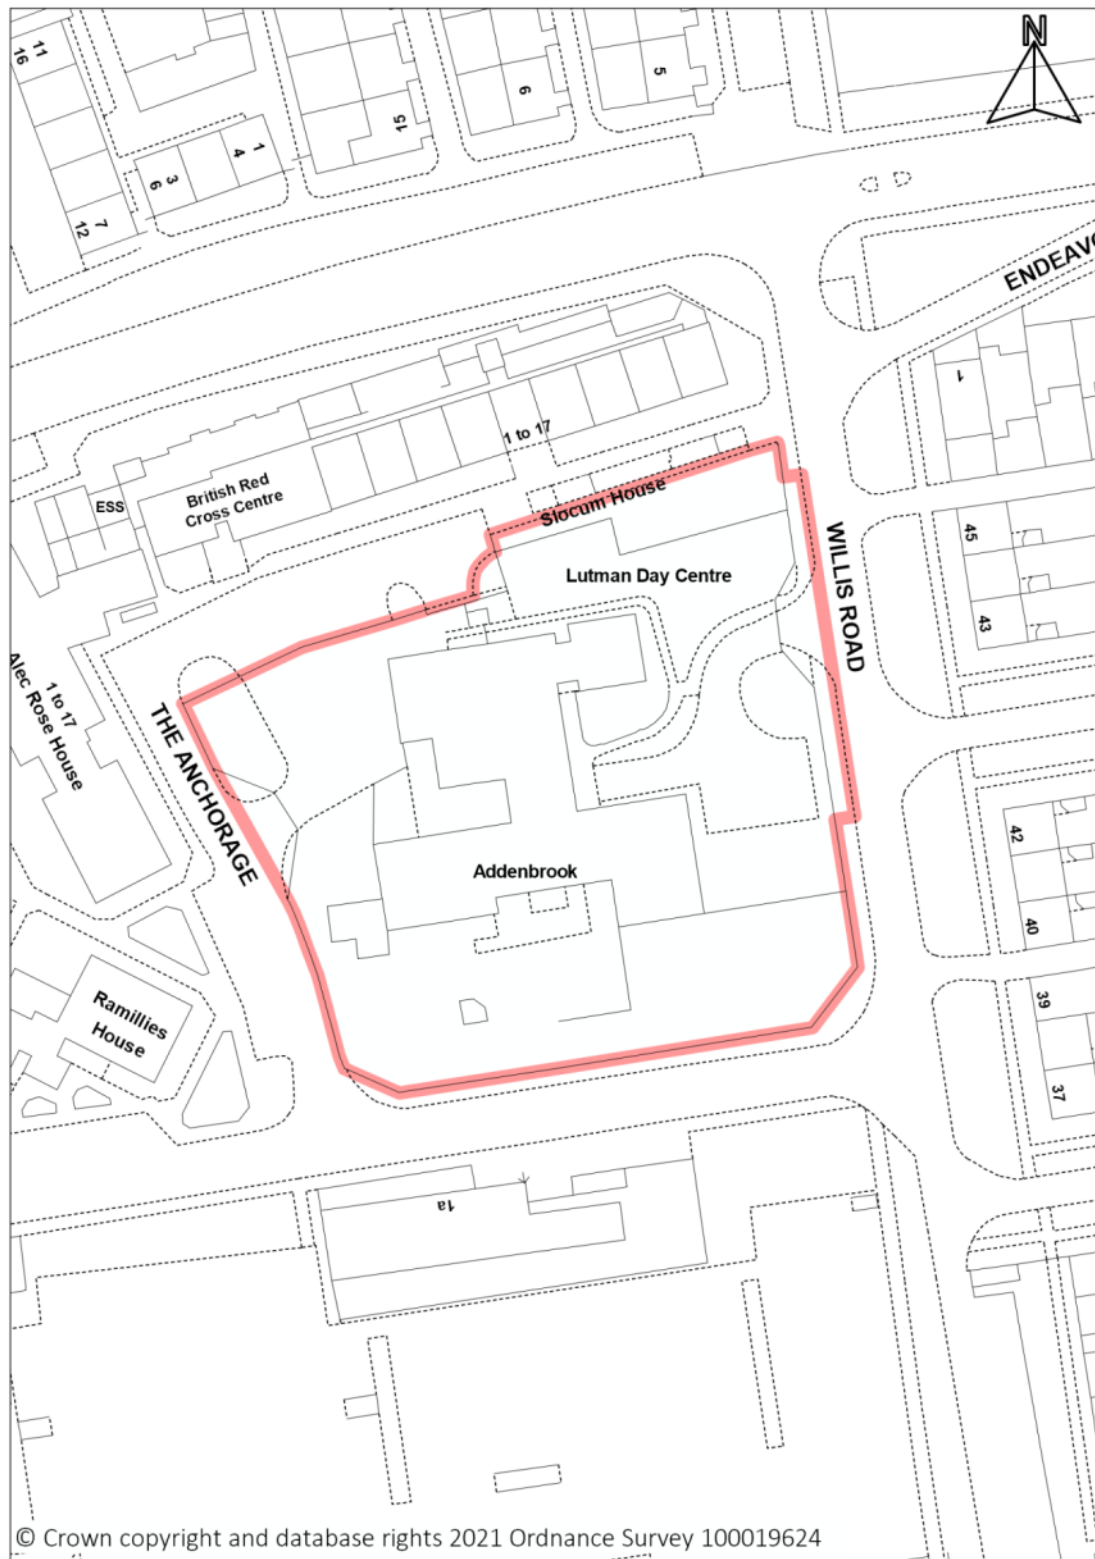 N
11
16
1
4
3
6
7
12
15
6
5
ENDEAVO
1
1 to 17
ESS
British Red
Cross Centre
Slocum House
Lutman Day Centre
WILLIS ROAD
45
43
1 to 17
Alec Rose House
THE ANCHORAGE
42
40
Addenbrook
39
37
Ramillies
House
1a
© Crown copyright and database rights 2021 Ordnance Survey 100019624